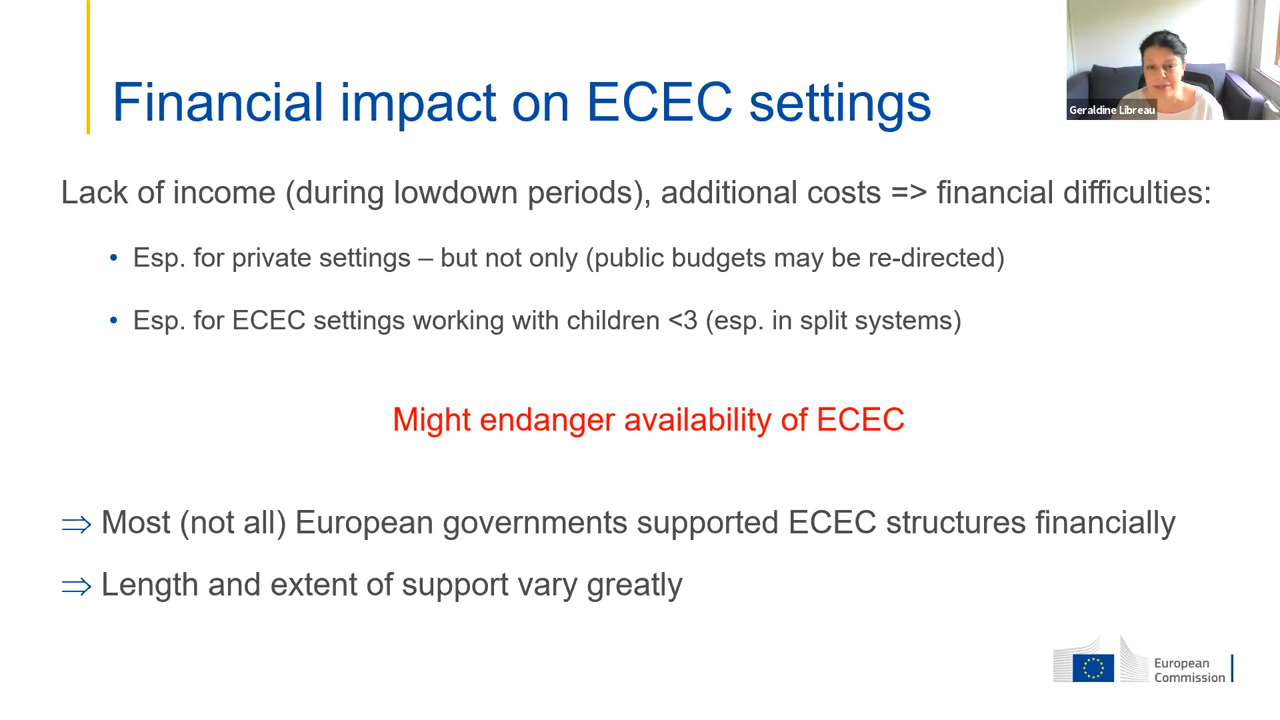 Financial impact on ECEC settings
Geraldine Libreau
Lack of income (during lowdown periods), additional costs => financial difficulties:
• Esp. for private settings – but not only (public budgets may be re-directed)
• Esp. for ECEC settings working with children <3 (esp. in split systems)
Might endanger availability of ECEC
⇒ Most (not all) European governments supported ECEC structures financially
⇒ Length and extent of support vary greatly
European
Commission